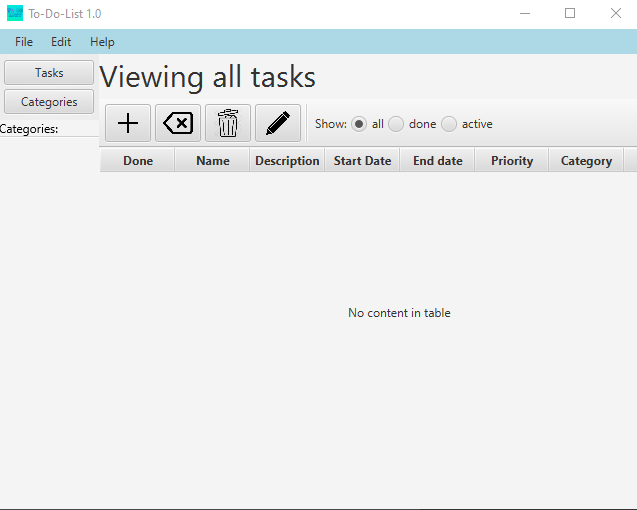 To-Do-List 1.0
File Edit Help
Tasks
Categories
Categories:
Viewing all tasks
Show: all done active
Done Name Description Start Date End date Priority Category
No content in table